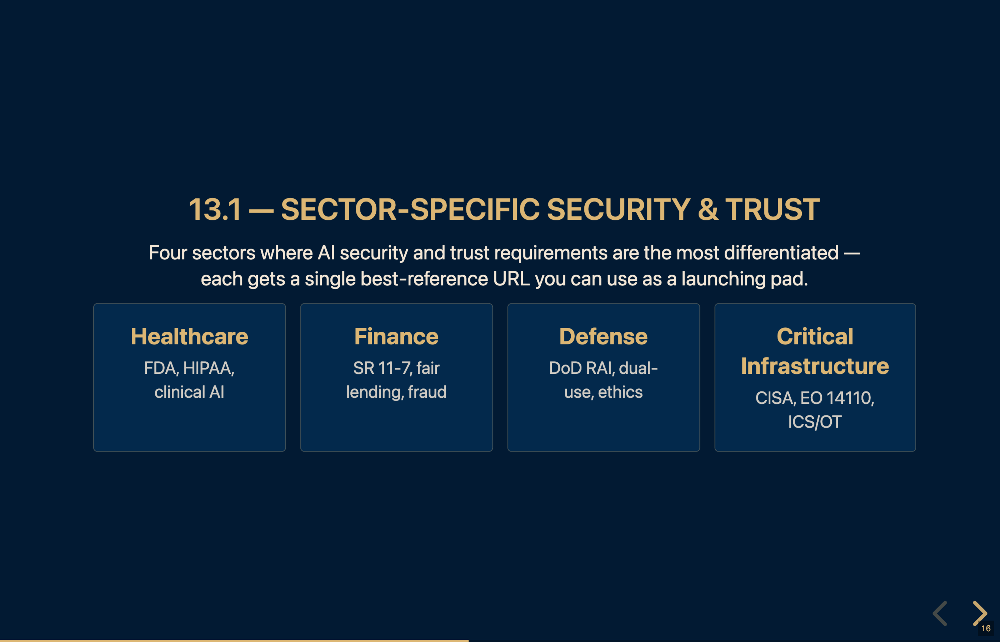 13.1 — SECTOR-SPECIFIC SECURITY & TRUST
Four sectors where AI security and trust requirements are the most differentiated —
each gets a single best-reference URL you can use as a launching pad.
Healthcare
FDA, HIPAA,
clinical AI
Finance
SR 11-7, fair
lending, fraud
Defense
DoD RAI, dual-
use, ethics
Critical
Infrastructure
CISA, EO 14110,
ICS/OT
16